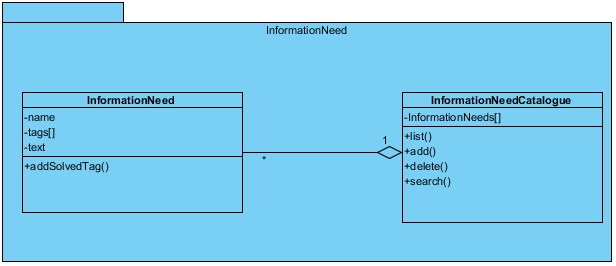 InformationNeed
InformationNeed
-name
-tags[]
-text
+addSolvedTag()
*
1
InformationNeedCatalogue
-InformationNeeds[]
+list()
+add()
+delete()
+search()